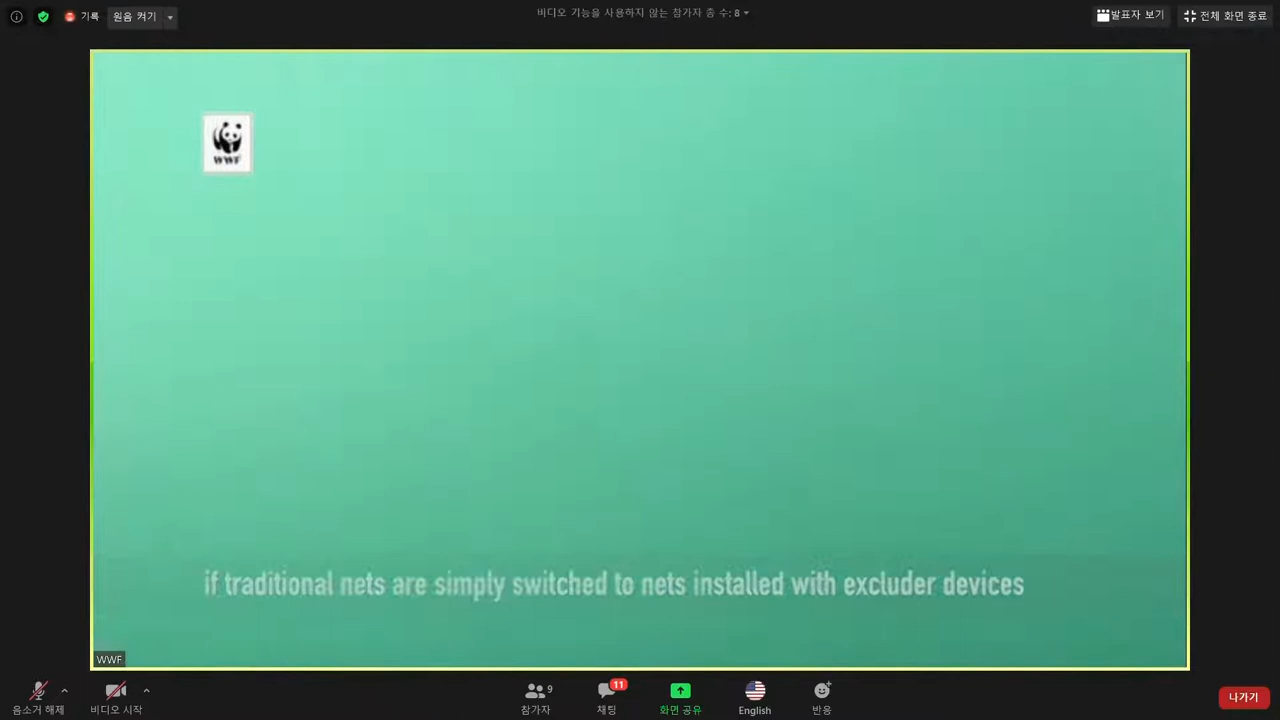 기록
원음 켜기
비디오 기능을 사용하지 않는 참가자 총 수: 8
발표자 보기
전체 화면 종료
WWF
if traditional nets are simply switched to nets installed with excluder devices
WWF
음소거 해제
비디오 시작
9
참가자
11
채팅
화면 공유
English
반응
나가기